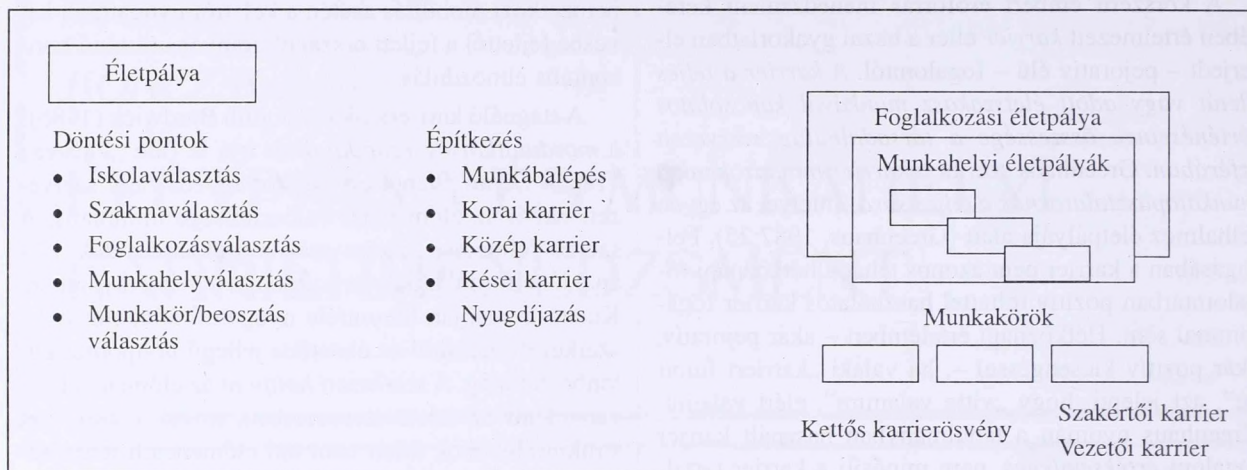 Életpálya
Döntési pontok
• Iskolaválasztás
• Szakmaválasztás
• Foglalkozásválasztás
• Munkahelyválasztás
• Munkakör/beosztás
választás
Építkezés
• Munkábalépés
• Korai karrier
• Közép karrier
• Kései karrier
• Nyugdíjazás
Foglalkozási életpálya
Munkahelyi életpályák
Munkakörök
Kettős karrierösvény
Szakértői karrier
Vezetői karrier